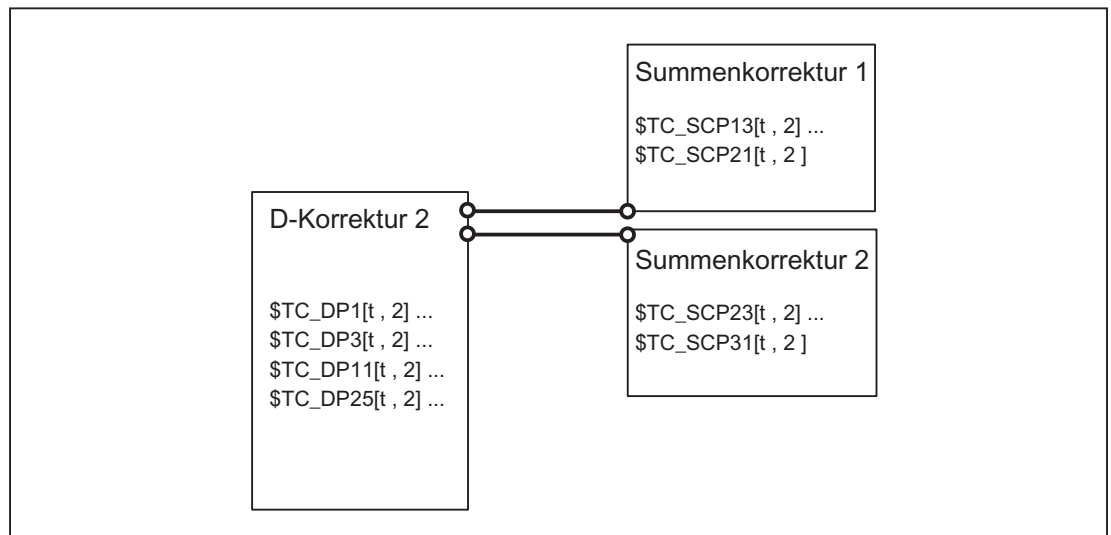 Summenkorrektur 1
$TC_SCP13[t , 2] ...
$TC_SCP21[t , 2 ]
D-Korrektur 2
$TC_DP1[t , 2] ...
$TC_DP3[t , 2] ...
$TC_DP11[t , 2] ...
$TC_DP25[t , 2] ...
Summenkorrektur 2
$TC_SCP23[t , 2] ...
$TC_SCP31[t , 2 ]